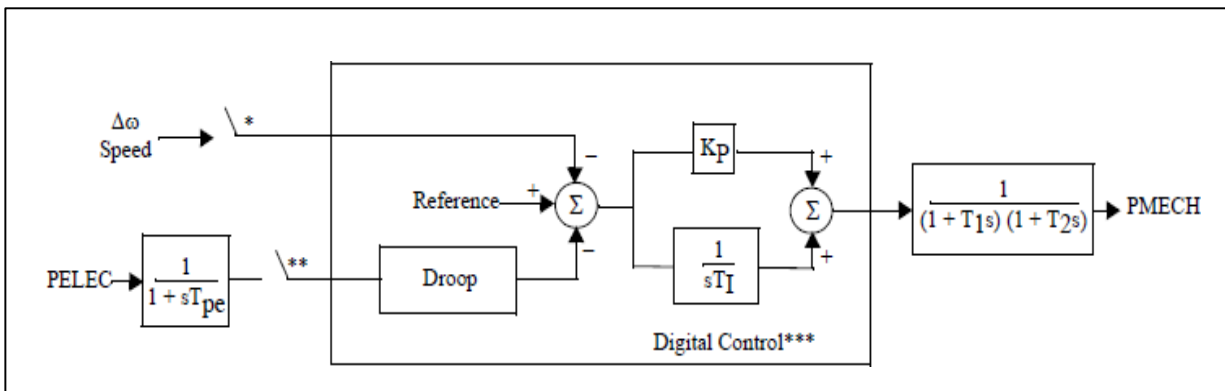 Δω
Speed
*
−
Reference
+
Σ
−
PELEC
1
1 + sTpe
**
Droop
Kp
1
sTI
+
Σ
+
Digital Control***
1
(1 + T1s) (1 + T2s)
PMECH